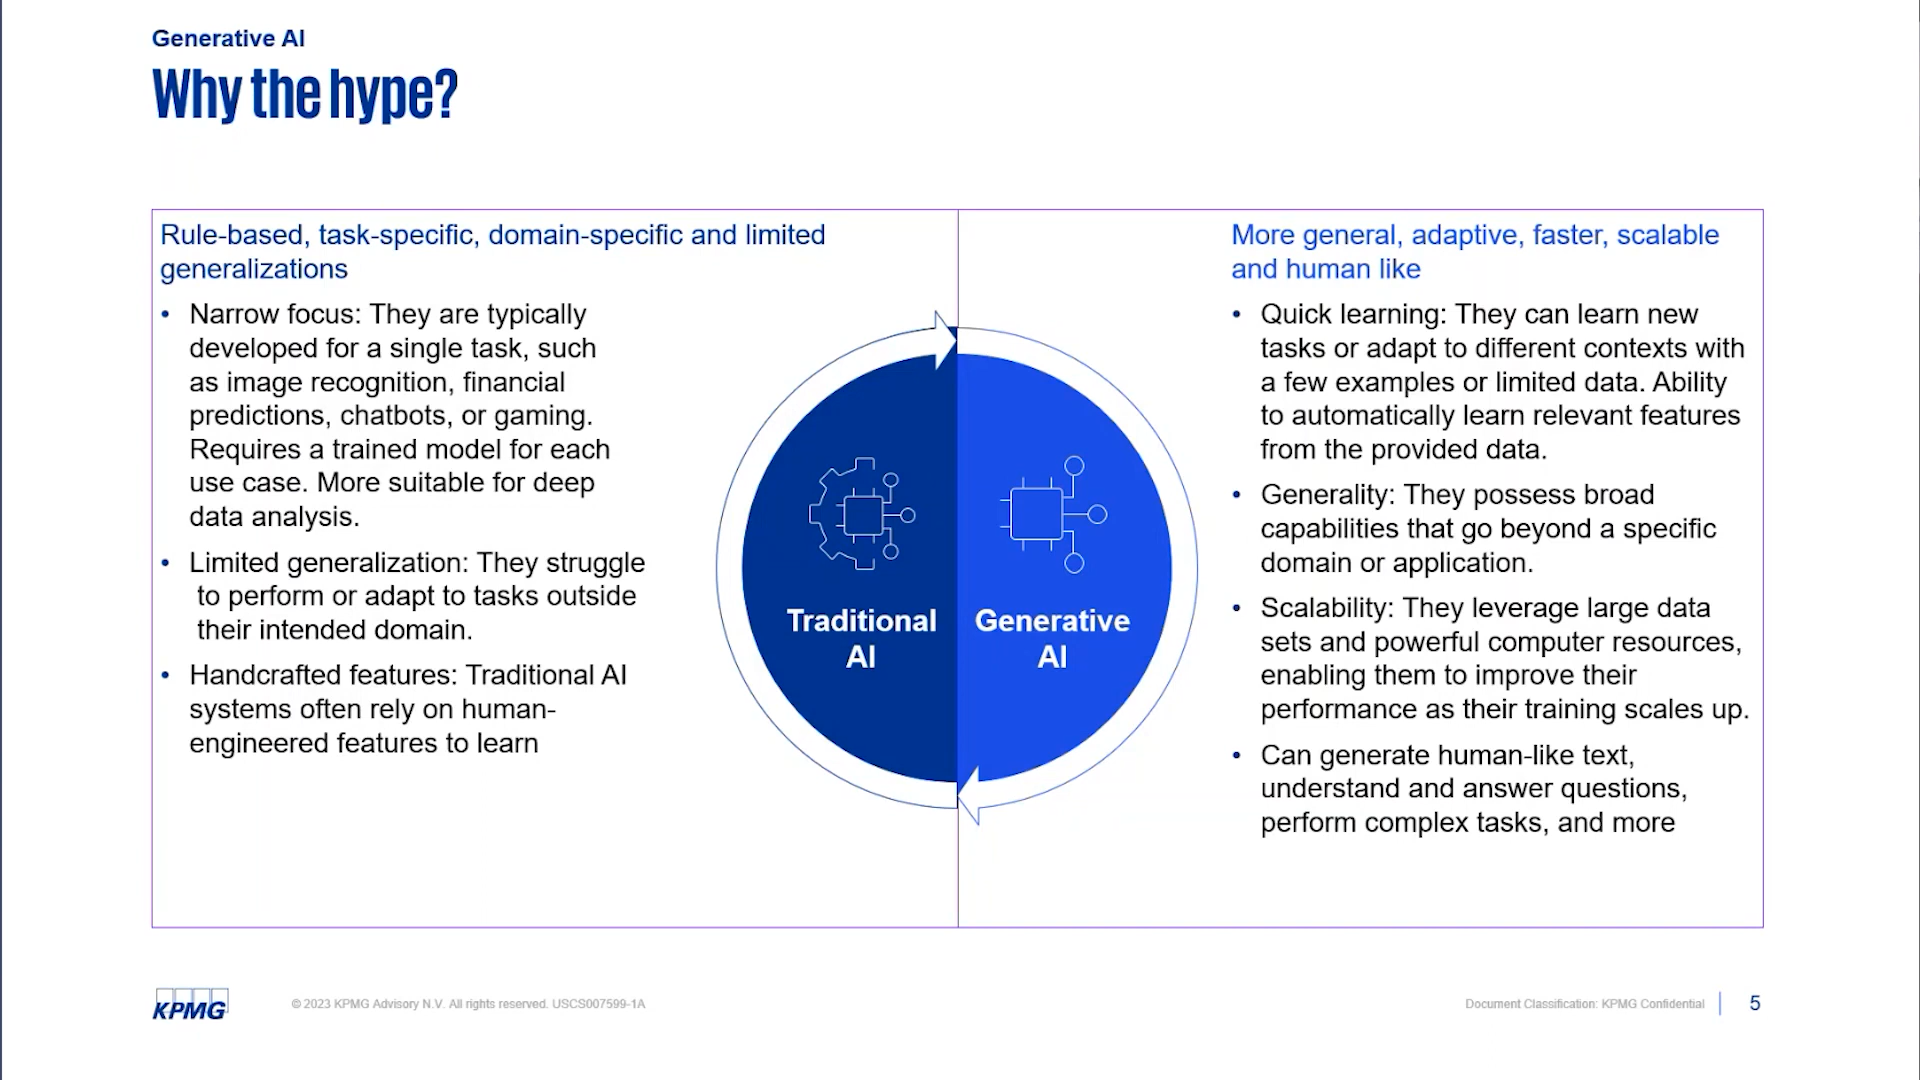 Generative AI
Why the hype?
Rule-based, task-specific, domain-specific and limited
generalizations
• Narrow focus: They are typically
developed for a single task, such
as image recognition, financial
predictions, chatbots, or gaming.
Requires a trained model for each
use case. More suitable for deep
data analysis.
• Limited generalization: They struggle
to perform or adapt to tasks outside
their intended domain.
• Handcrafted features: Traditional AI
systems often rely on human-
engineered features to learn
Traditional
AI
Generative
AI
More general, adaptive, faster, scalable
and human like
• Quick learning: They can learn new
tasks or adapt to different contexts with
a few examples or limited data. Ability
to automatically learn relevant features
from the provided data.
• Generality: They possess broad
capabilities that go beyond a specific
domain or application.
• Scalability: They leverage large data
sets and powerful computer resources,
enabling them to improve their
performance as their training scales up.
• Can generate human-like text,
understand and answer questions,
perform complex tasks, and more
KPMG
© 2023 KPMG Advisory N.V. All rights reserved. USCS007599-1A
Document Classification: KPMG Confidential
5